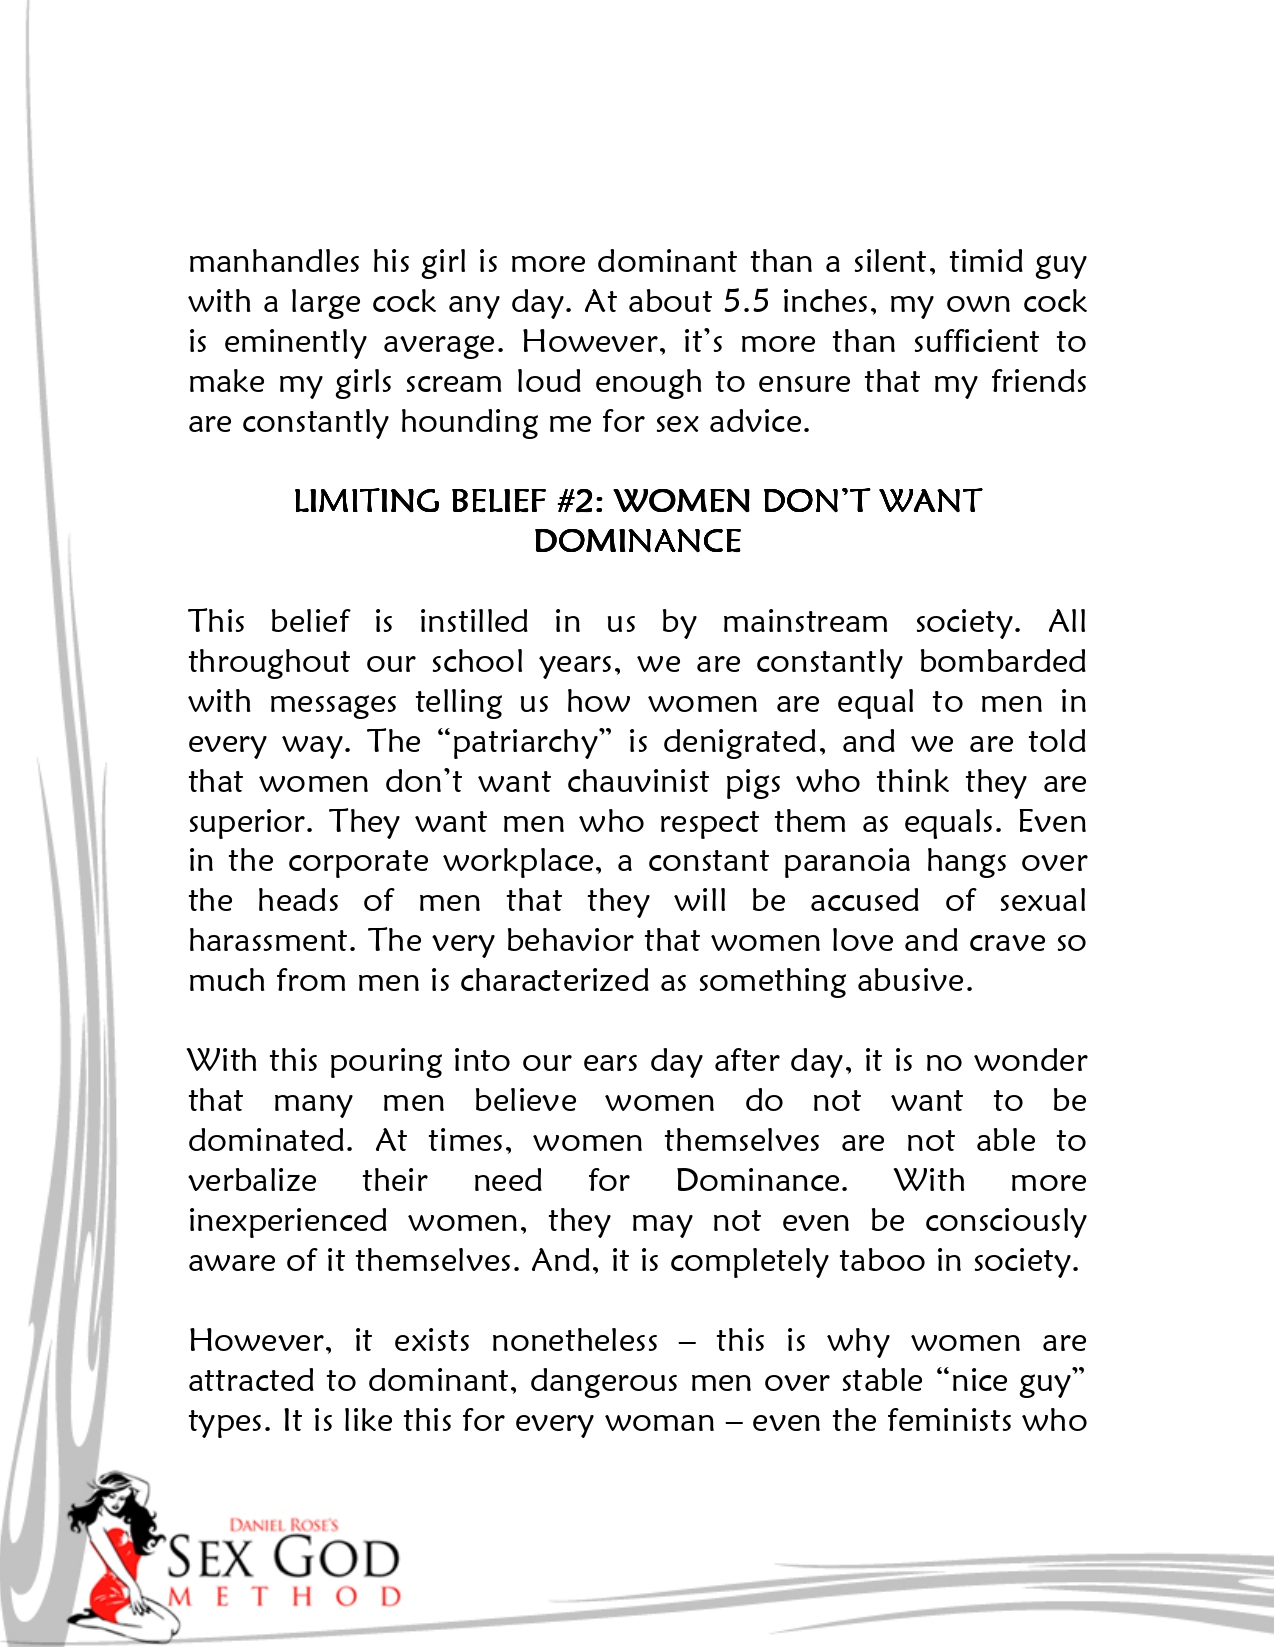 manhandles his girl is more dominant than a silent, timid guy
with a large cock any day. At about 5.5 inches, my own cock
is eminently average. However, it’s more than sufficient to
make my girls scream loud enough to ensure that my friends
are constantly hounding me for sex advice.
LIMITING BELIEF #2: WOMEN DON’T WANT
DOMINANCE
This belief is instilled in us by mainstream society. All
throughout our school years, we are constantly bombarded
with messages telling us how women are equal to men in
every way. The “patriarchy” is denigrated, and we are told
that women don’t want chauvinist pigs who think they are
superior. They want men who respect them as equals. Even
in the corporate workplace, a constant paranoia hangs over
the heads of men that they will be accused of sexual
harassment. The very behavior that women love and crave so
much from men is characterized as something abusive.
With this pouring into our ears day after day, it is no wonder
that many men believe women do not want to be
dominated. At times, women themselves are not able to
verbalize their need for Dominance. With more
inexperienced women, they may not even be consciously
aware of it themselves. And, it is completely taboo in society.
However, it exists nonetheless – this is why women are
attracted to dominant, dangerous men over stable “nice guy”
types. It is like this for every woman – even the feminists who
DANIEL ROSE'S
SEX GOD
METHOD